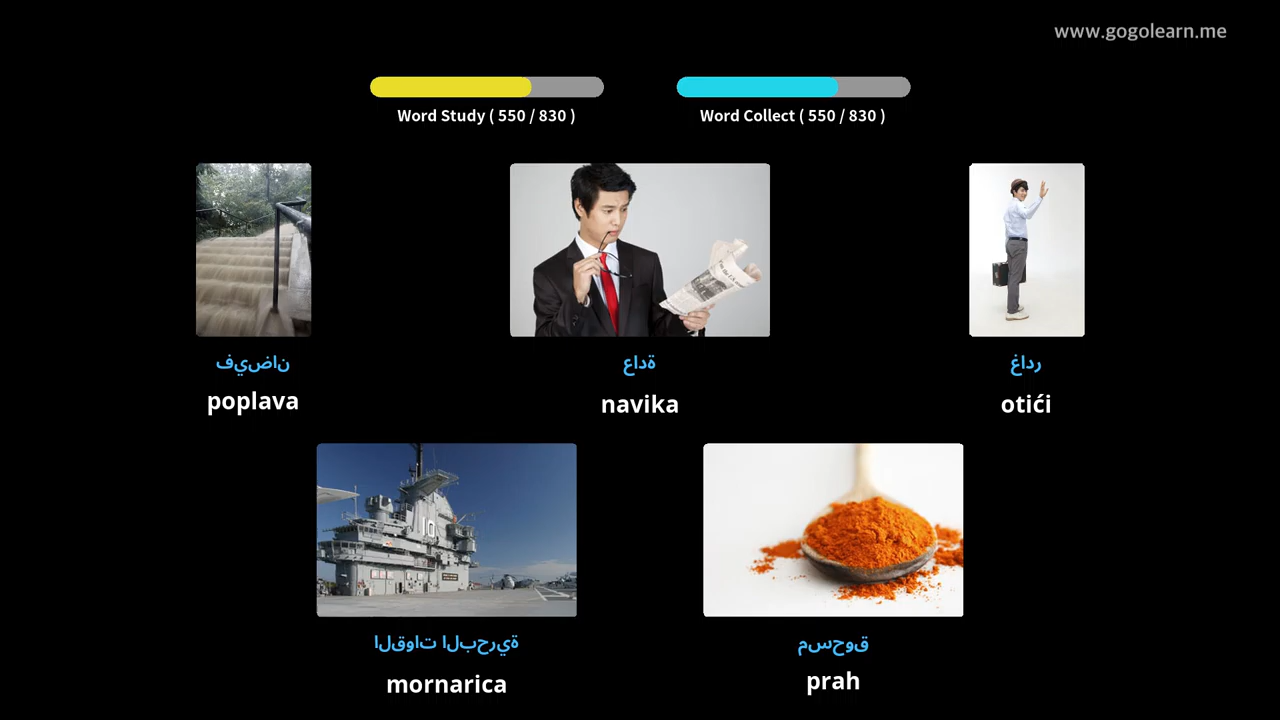 www.gogolearn.me
Word Study ( 550 / 830 )
Word Collect ( 550 / 830 )
فيضان
عادة
غادر
poplava
navika
otići
القوات البحرية
مسحوق
mornarica
prah